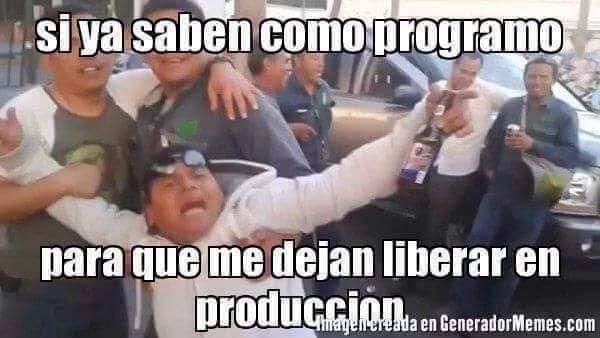 si ya saben como programo
para que me dejan liberar en
produccion
Imagen creada en GeneradorMemes.com